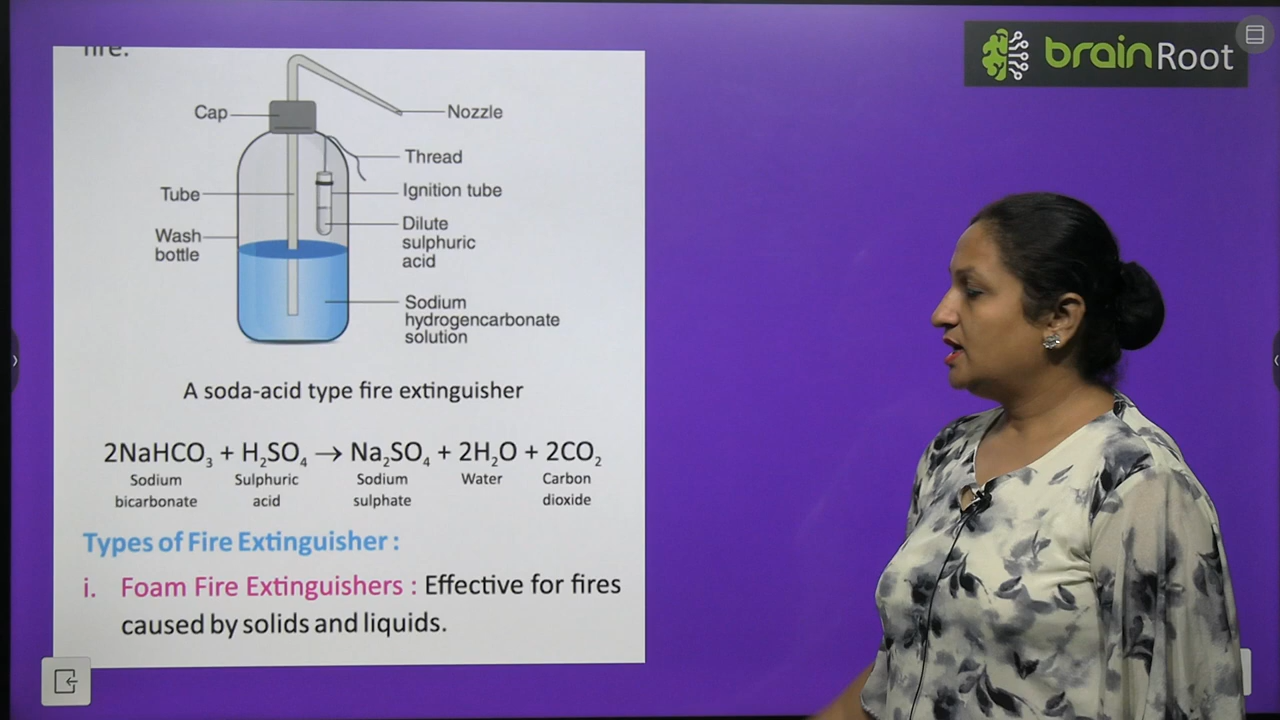 fire.
brainRoot
Cap
Nozzle
Thread
Tube
Ignition tube
Wash
bottle
Dilute
sulphuric
acid
Sodium
hydrogencarbonate
solution
A soda-acid type fire extinguisher
2NaHCO₃ + H₂SO₄ → Na₂SO₄ + 2H₂O + 2CO₂
Sodium Sulphuric Sodium Water Carbon
bicarbonate acid sulphate dioxide
Types of Fire Extinguisher :
i. Foam Fire Extinguishers : Effective for fires
caused by solids and liquids.